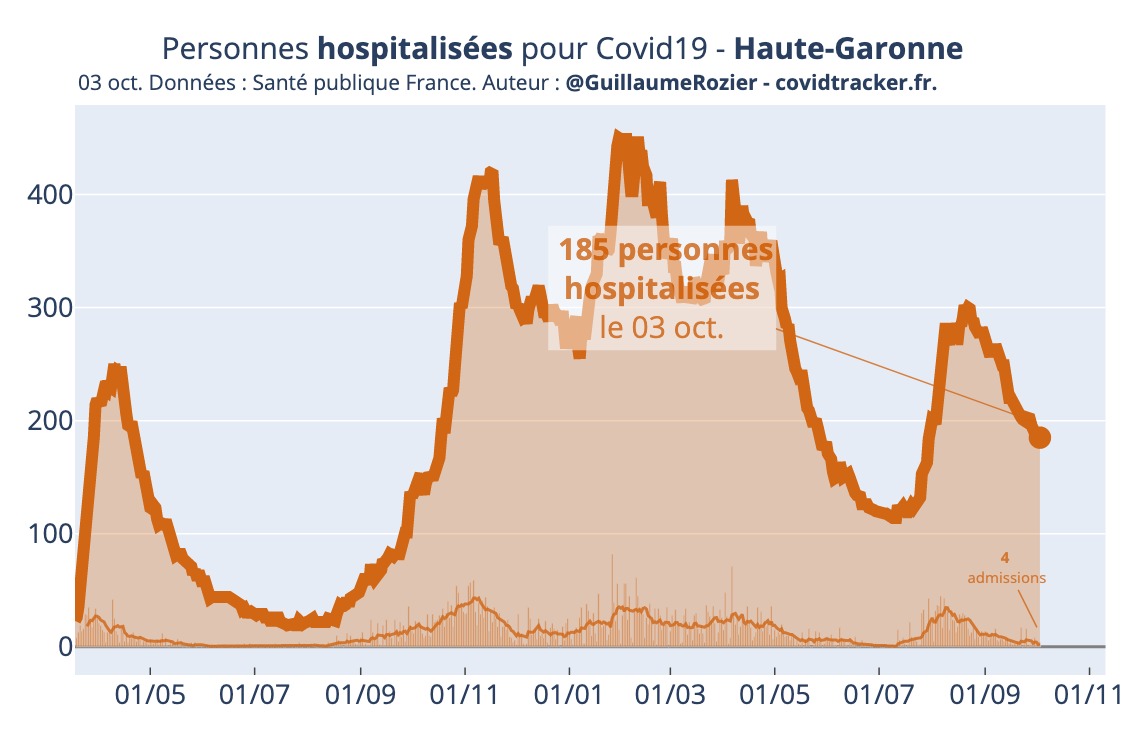 Personnes hospitalisées pour Covid19 - Haute-Garonne
03 oct. Données : Santé publique France. Auteur : @GuillaumeRozier - covidtracker.fr.
400
300
200
100
0
185 personnes
hospitalisées
le 03 oct.
4
admissions
01/05 01/07 01/09 01/11 01/01 01/03 01/05 01/07 01/09 01/11